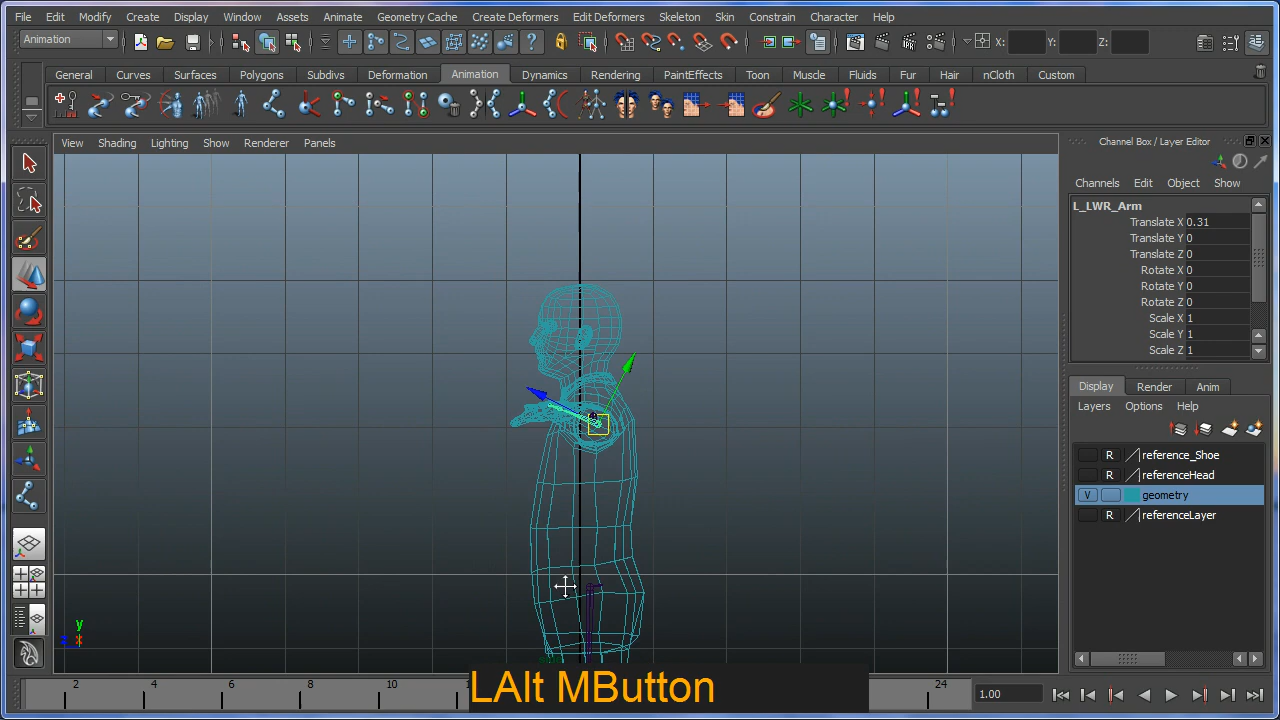 File Edit Modify Create Display Window Assets Animate Geometry Cache Create Deformers Edit Deformers Skeleton Skin Constrain Character Help
Animation X: Y: Z:
General Curves Surfaces Polygons Subdivs Deformation Animation Dynamics Rendering PaintEffects Toon Muscle Fluids Fur Hair nCloth Custom
View Shading Lighting Show Renderer Panels
Channel Box / Layer Editor
Channels Edit Object Show
L_LWR_Arm
Translate X 0.31
Translate Y 0
Translate Z 0
Rotate X 0
Rotate Y 0
Rotate Z 0
Scale X 1
Scale Y 1
Scale Z 1
Display Render Anim
Layers Options Help
R reference_Shoe
R referenceHead
V geometry
R referenceLayer
y
z x
LAlt MButton
2 4 6 8 10 24 1.00